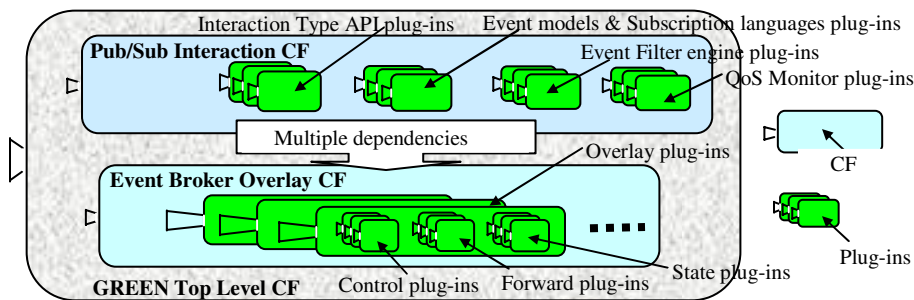 Interaction Type API plug-ins
Event models & Subscription languages plug-ins
Pub/Sub Interaction CF
Event Filter engine plug-ins
QoS Monitor plug-ins
Multiple dependencies
Overlay plug-ins
CF
Event Broker Overlay CF
Control plug-ins
Forward plug-ins
State plug-ins
Plug-ins
GREEN Top Level CF